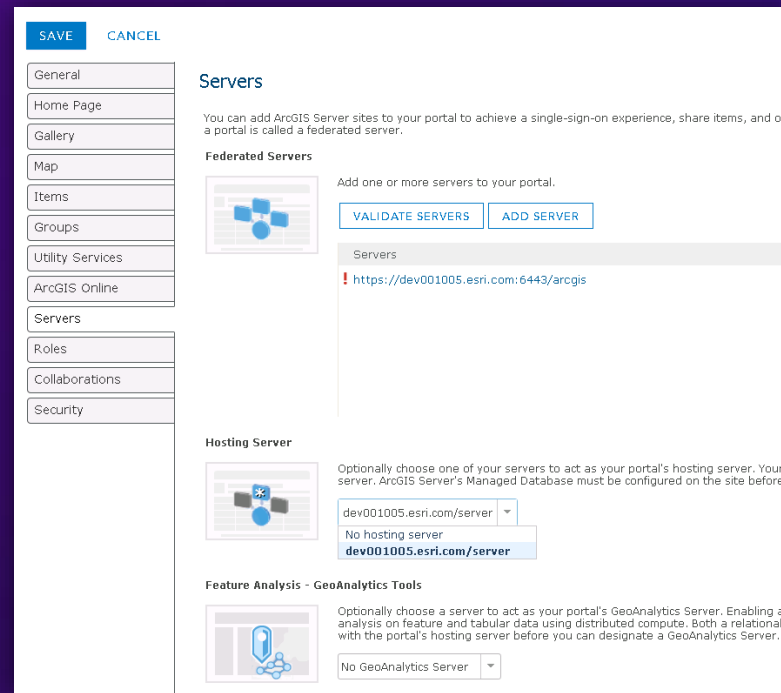 SAVE
CANCEL
General
Home Page
Gallery
Map
Items
Groups
Utility Services
ArcGIS Online
Servers
Roles
Collaborations
Security
Servers
You can add ArcGIS Server sites to your portal to achieve a single-sign-on experience, share items, and o
a portal is called a federated server.
Federated Servers
Add one or more servers to your portal.
VALIDATE SERVERS
ADD SERVER
Servers
! https://dev001005.esri.com:6443/arcgis
Hosting Server
Optionally choose one of your servers to act as your portal's hosting server. Your
server. ArcGIS Server's Managed Database must be configured on the site before
dev001005.esri.com/server
No hosting server
dev001005.esri.com/server
Feature Analysis - GeoAnalytics Tools
Optionally choose a server to act as your portal's GeoAnalytics Server. Enabling a
analysis on feature and tabular data using distributed compute. Both a relational
with the portal's hosting server before you can designate a GeoAnalytics Server.
No GeoAnalytics Server